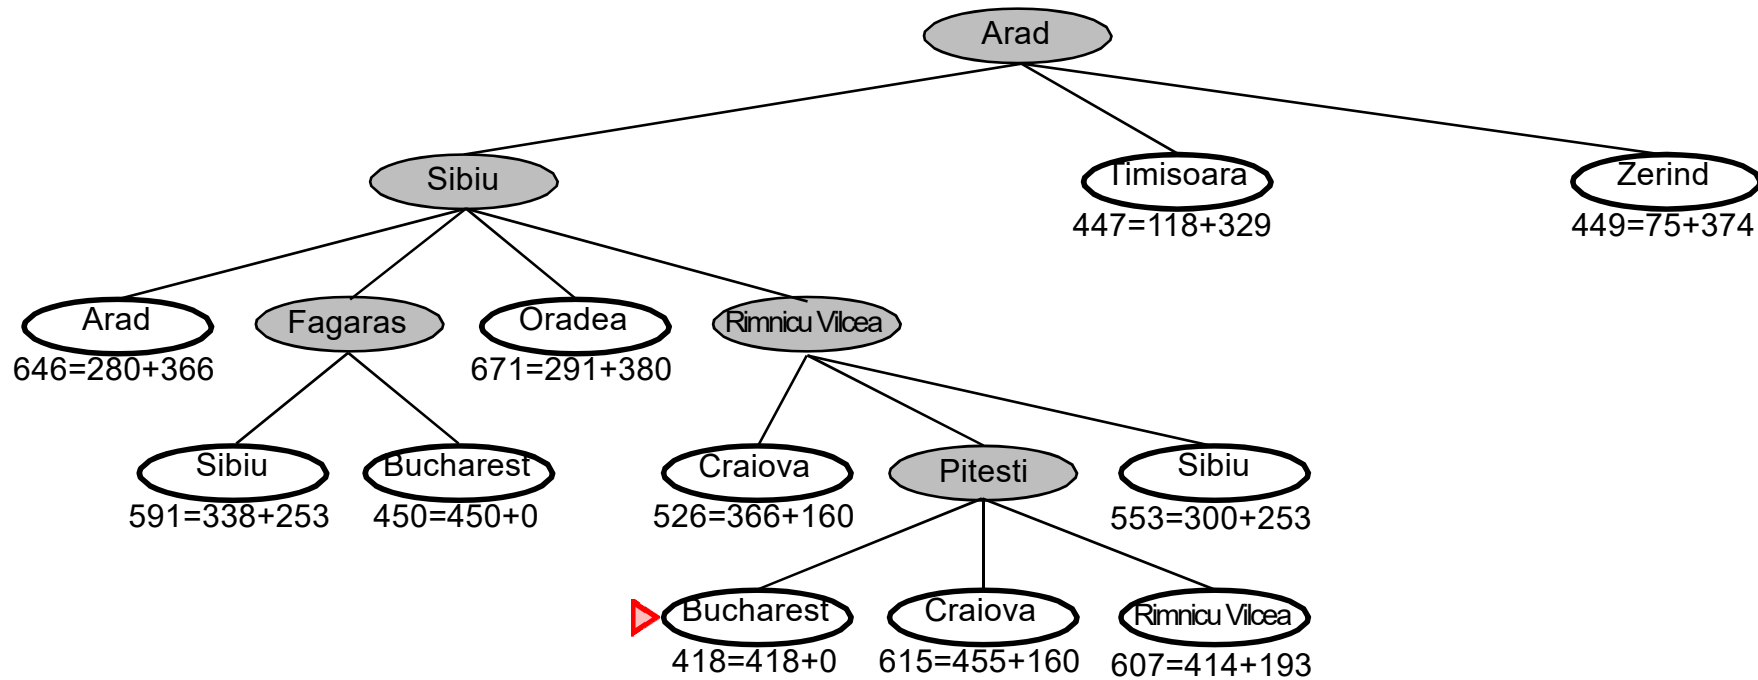 Arad
Sibiu
Timisoara
Zerind
447=118+329
449=75+374
Arad
Fagaras
Oradea
Rimnicu Vilcea
646=280+366
671=291+380
Sibiu
Bucharest
Craiova
Pitesti
Sibiu
591=338+253
450=450+0
526=366+160
553=300+253
Bucharest
Craiova
Rimnicu Vilcea
418=418+0
615=455+160
607=414+193